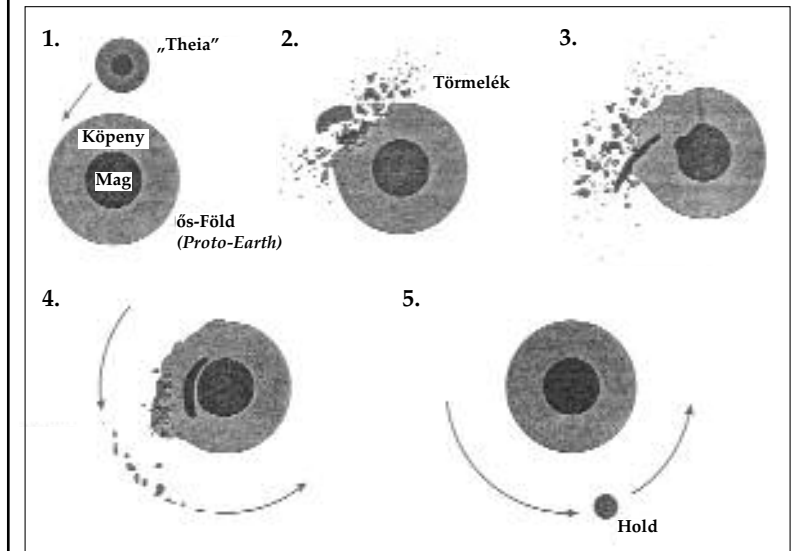 1.
„Theia”
2.
3.
Törmelék
Köpeny
Mag
ős-Föld
(Proto-Earth)
4.
5.
Hold